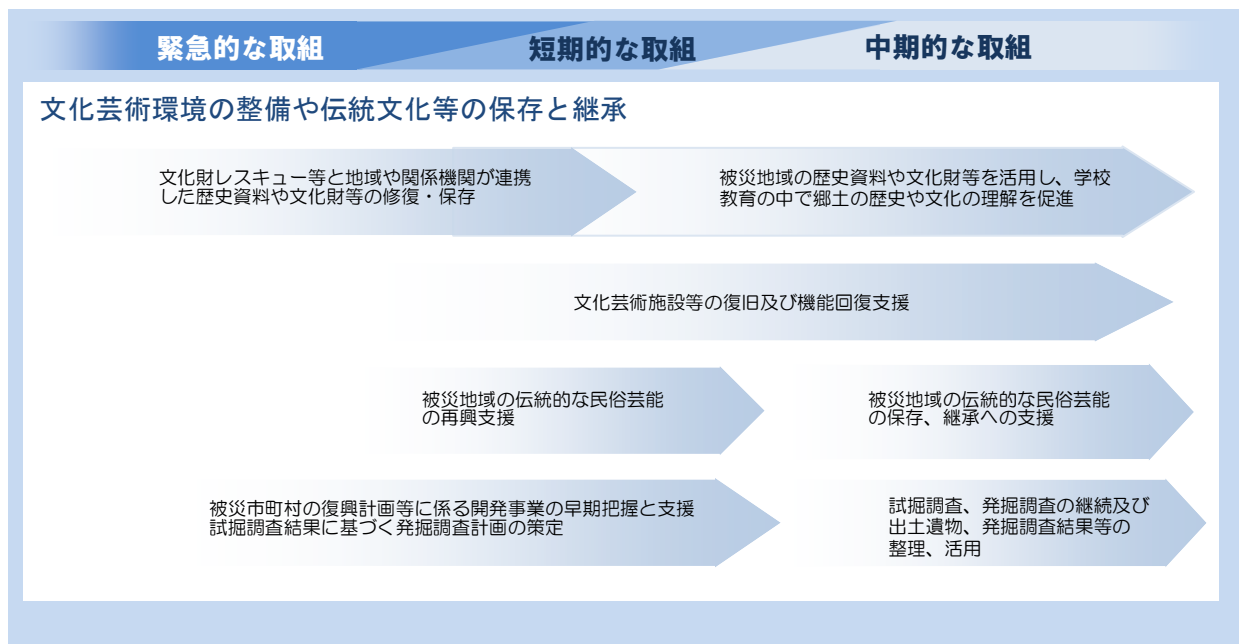 緊急的な取組
短期的な取組
中期的な取組
文化芸術環境の整備や伝統文化等の保存と継承
文化財レスキュー等と地域や関係機関が連携
した歴史資料や文化財等の修復・保存
被災地域の歴史資料や文化財等を活用し、学校
教育の中で郷土の歴史や文化の理解を促進
文化芸術施設等の復旧及び機能回復支援
被災地域の伝統的な民俗芸能
の再興支援
被災地域の伝統的な民俗芸能
の保存、継承への支援
被災市町村の復興計画等に係る開発事業の早期把握と支援
試掘調査結果に基づく発掘調査計画の策定
試掘調査、発掘調査の継続及び
出土遺物、発掘調査結果等の
整理、活用